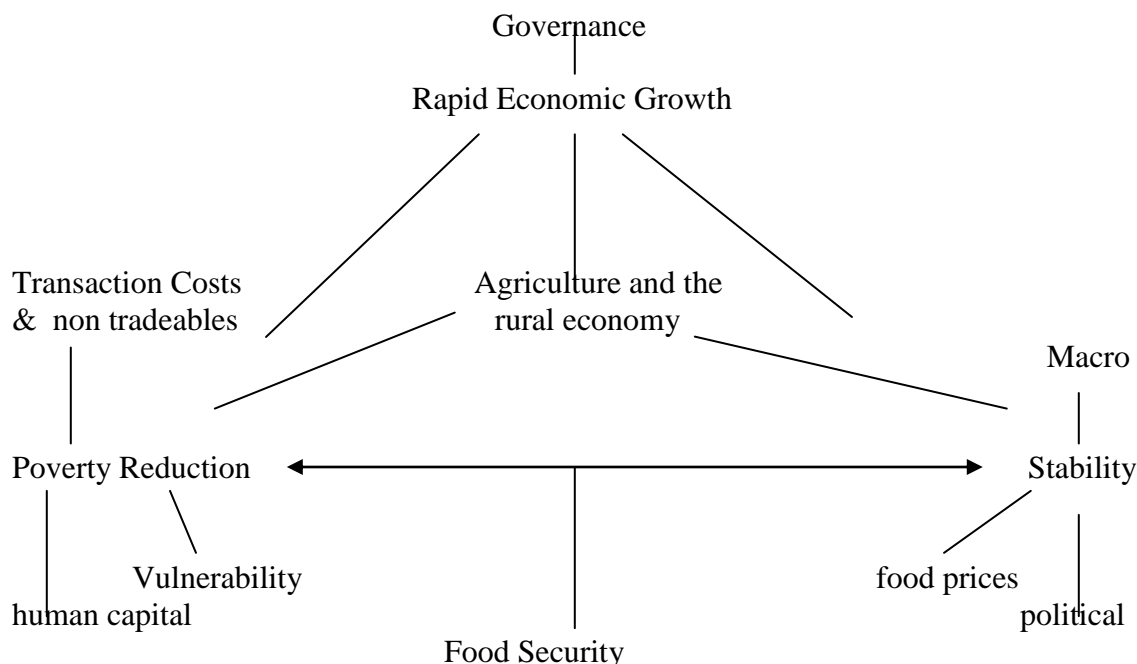 Governance
Rapid Economic Growth
Transaction Costs
& non tradeables
Agriculture and the
rural economy
Macro
Poverty Reduction
Stability
Vulnerability
food prices
human capital
political
Food Security